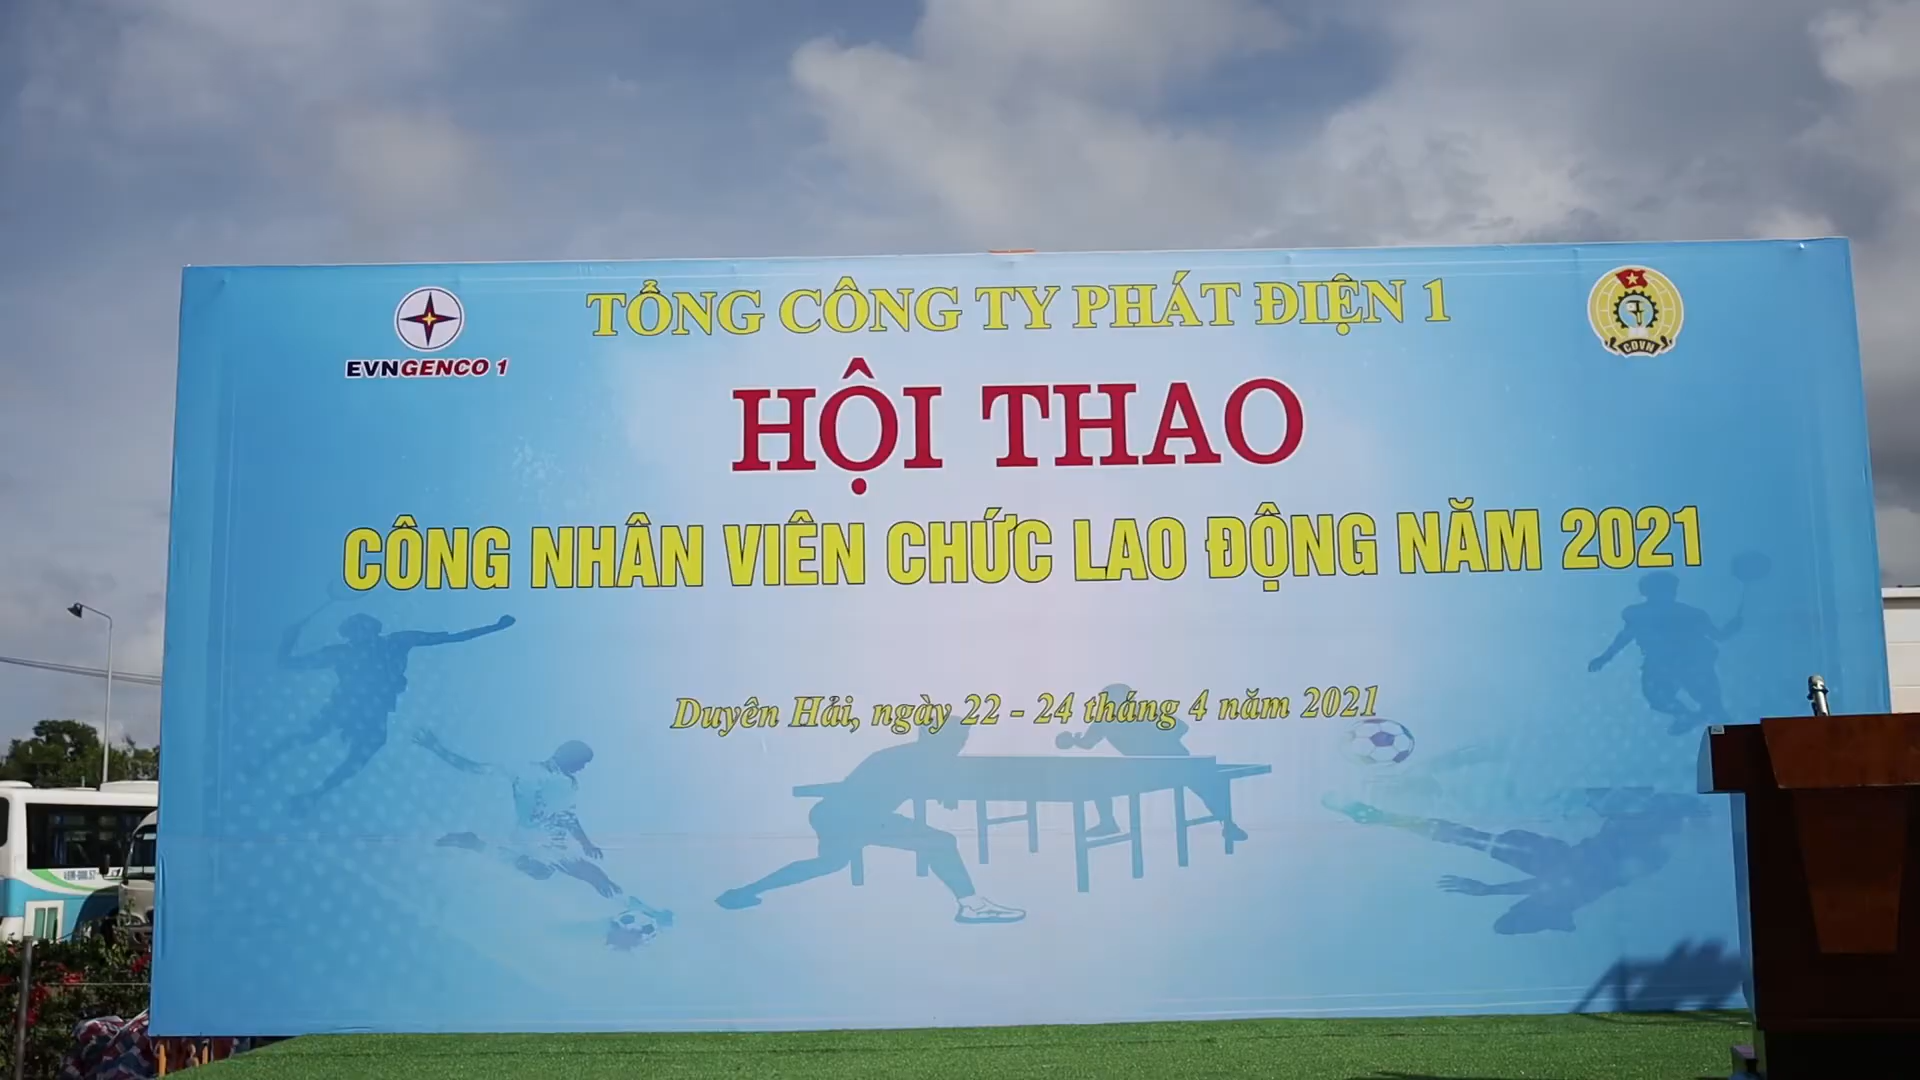 TỔNG CÔNG TY PHÁT ĐIỆN 1
EVNGENCO 1
CĐVN
HỘI THAO
CÔNG NHÂN VIÊN CHỨC LAO ĐỘNG NĂM 2021
Duyên Hải, ngày 22 - 24 tháng 4 năm 2021